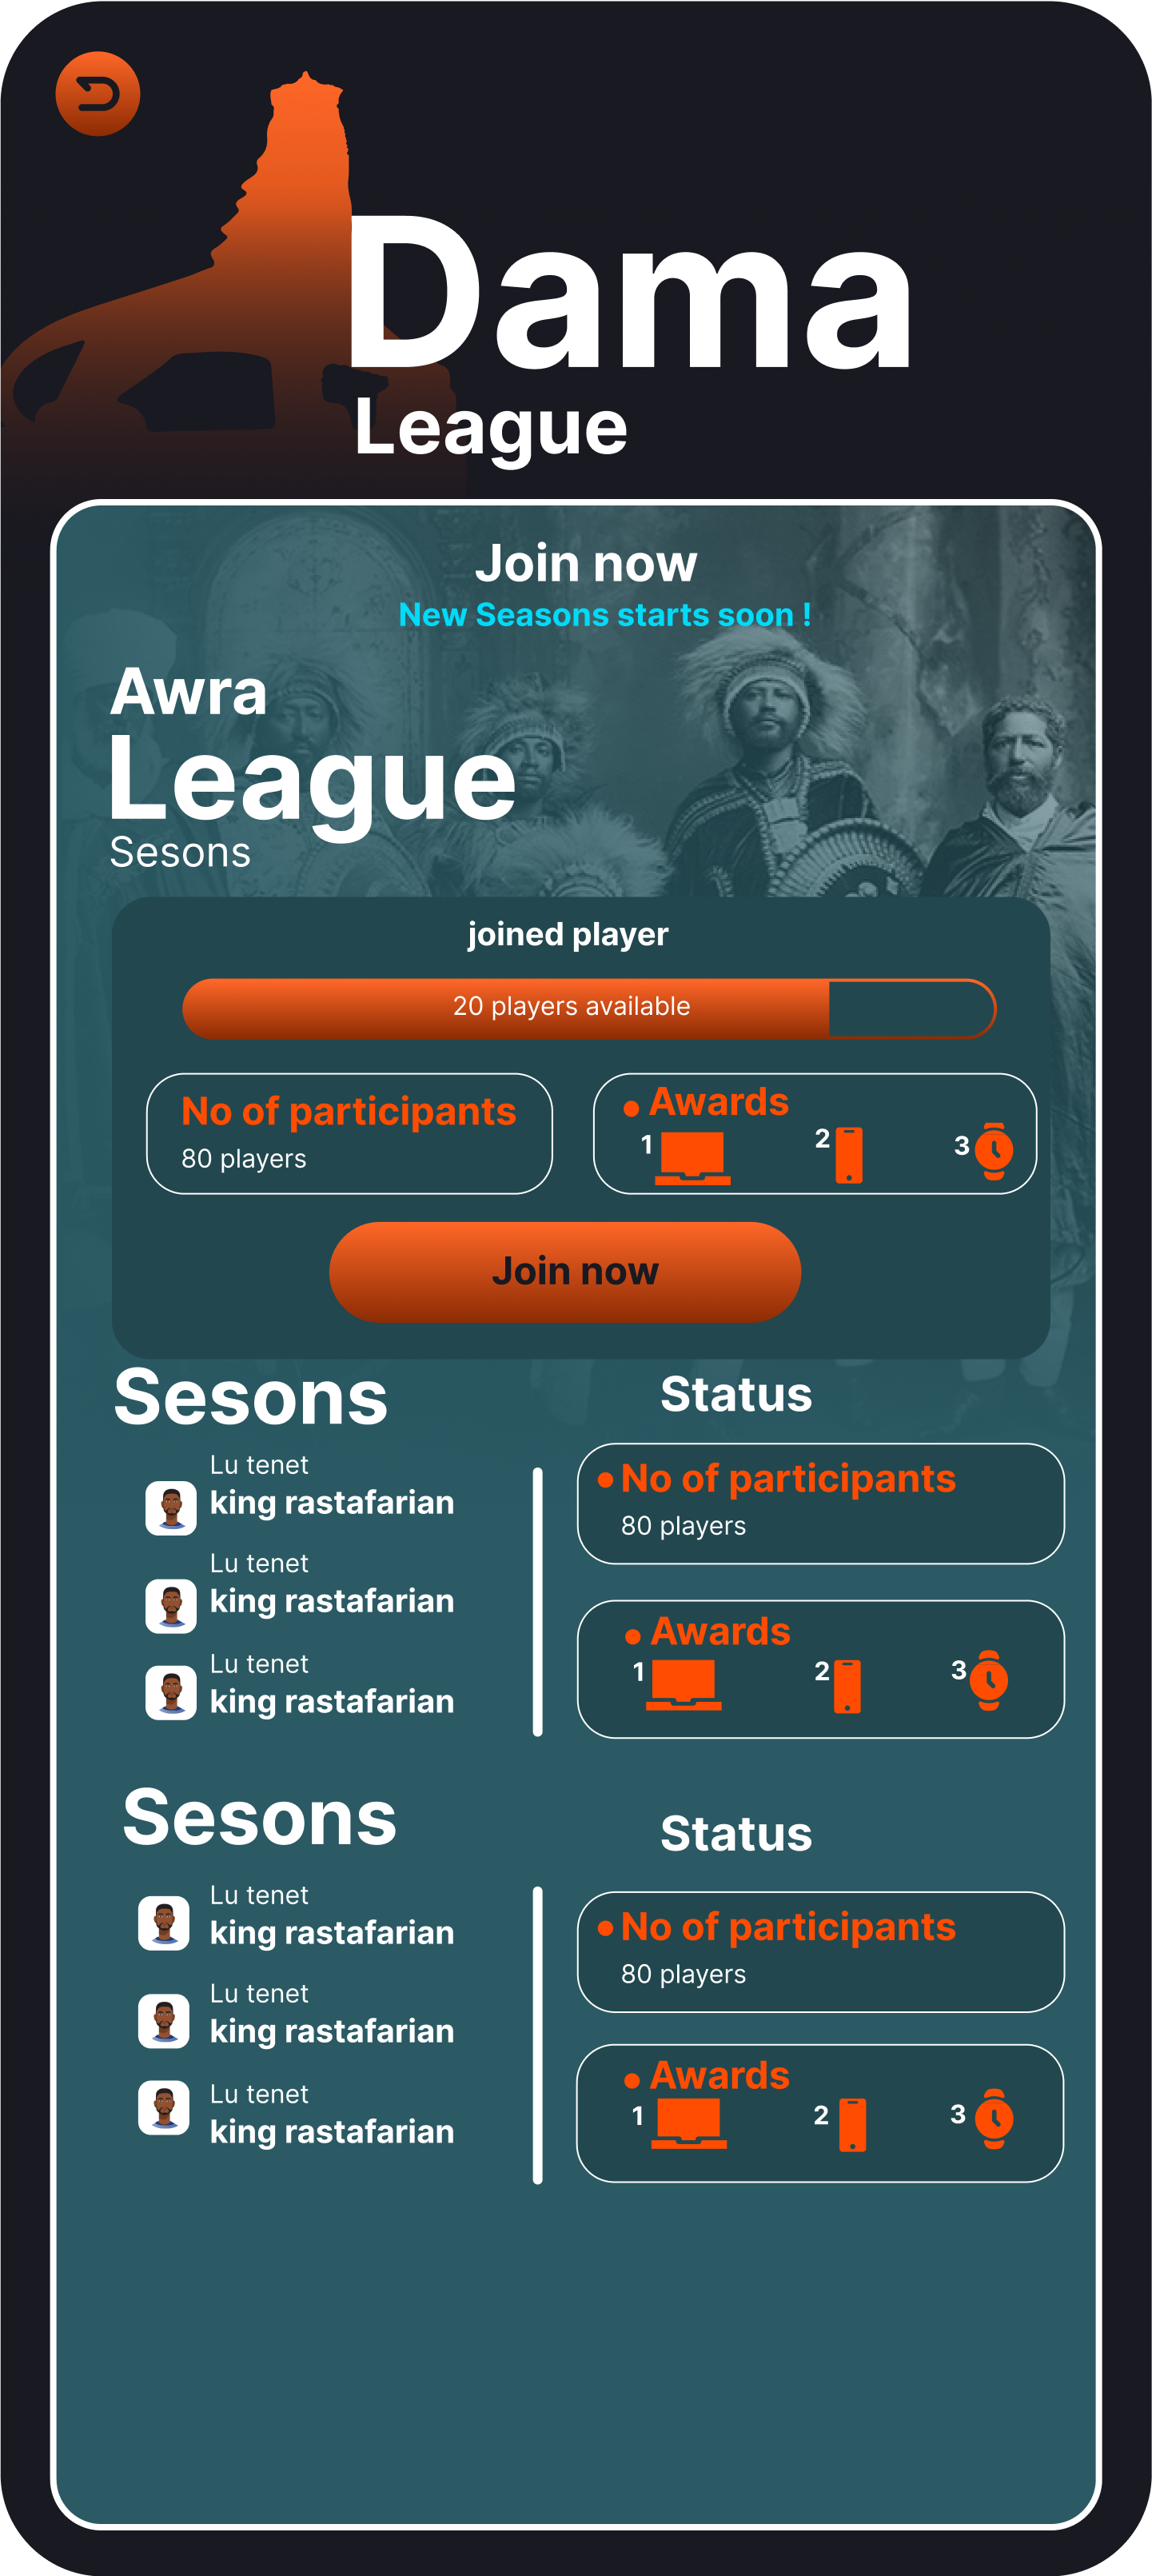 Dama
League
Join now
New Seasons starts soon !
Awra
League
Sesons
joined player
20 players available
No of participants
80 players
Awards
1
2
3
Join now
Sesons
Lu tenet
king rastafarian
Lu tenet
king rastafarian
Lu tenet
king rastafarian
Status
No of participants
80 players
Awards
1
2
3
Sesons
Lu tenet
king rastafarian
Lu tenet
king rastafarian
Lu tenet
king rastafarian
Status
No of participants
80 players
Awards
1
2
3